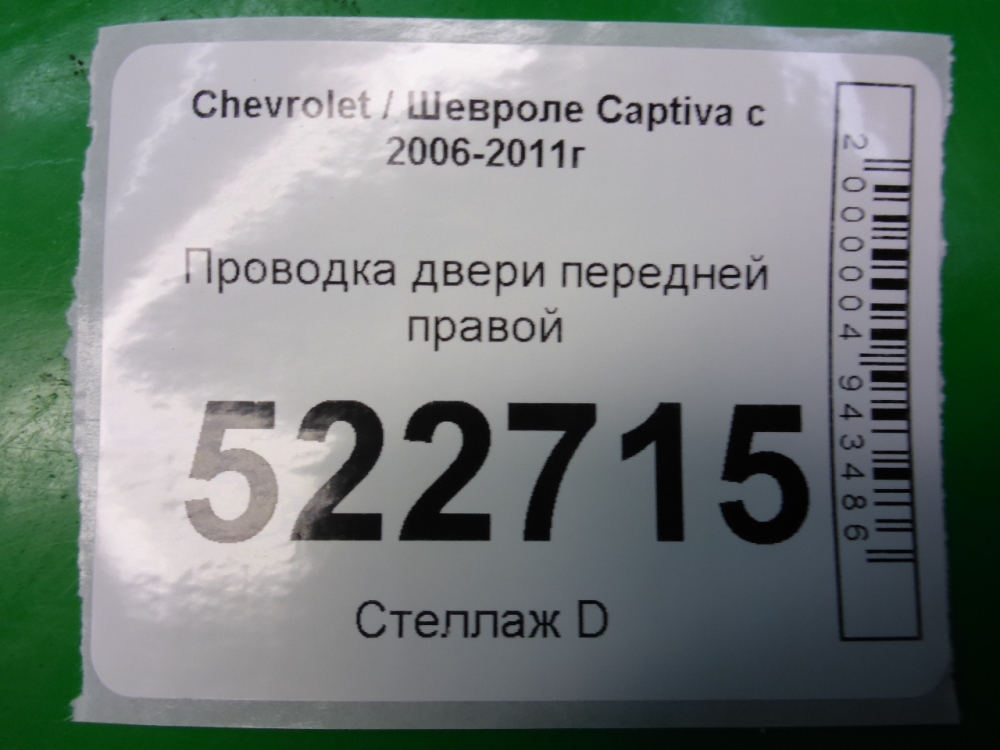 Chevrolet / Шевроле Captiva с
2006-2011г
Проводка двери передней
правой
522715
Стеллаж D
2000004943486